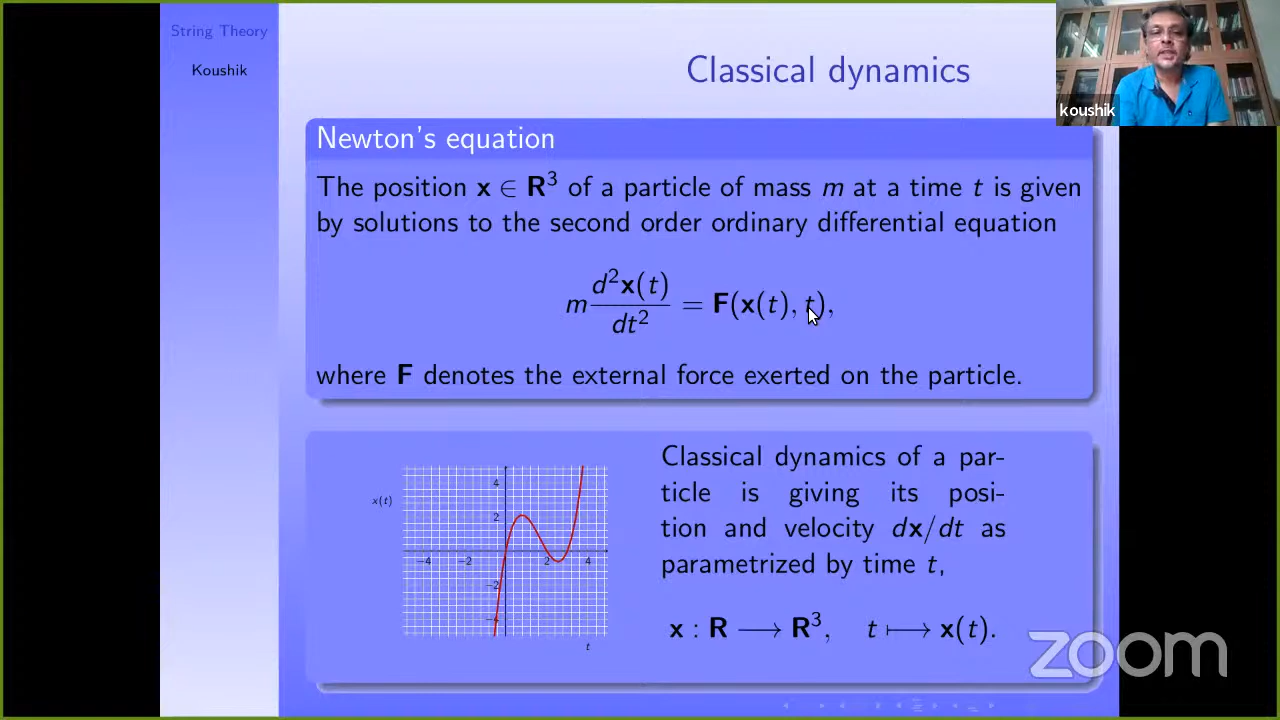 String Theory
Koushik
Classical dynamics
koushik
Newton's equation
The position x ∈ R³ of a particle of mass m at a time t is given
by solutions to the second order ordinary differential equation
m d²x(t)/dt² = F(x(t), t),
where F denotes the external force exerted on the particle.
x(t)
4
2
−4 −2 2 4
−2
−4
t
Classical dynamics of a par-
ticle is giving its posi-
tion and velocity dx/dt as
parametrized by time t,
x : R ⟶ R³, t ⟼ x(t).
zoom